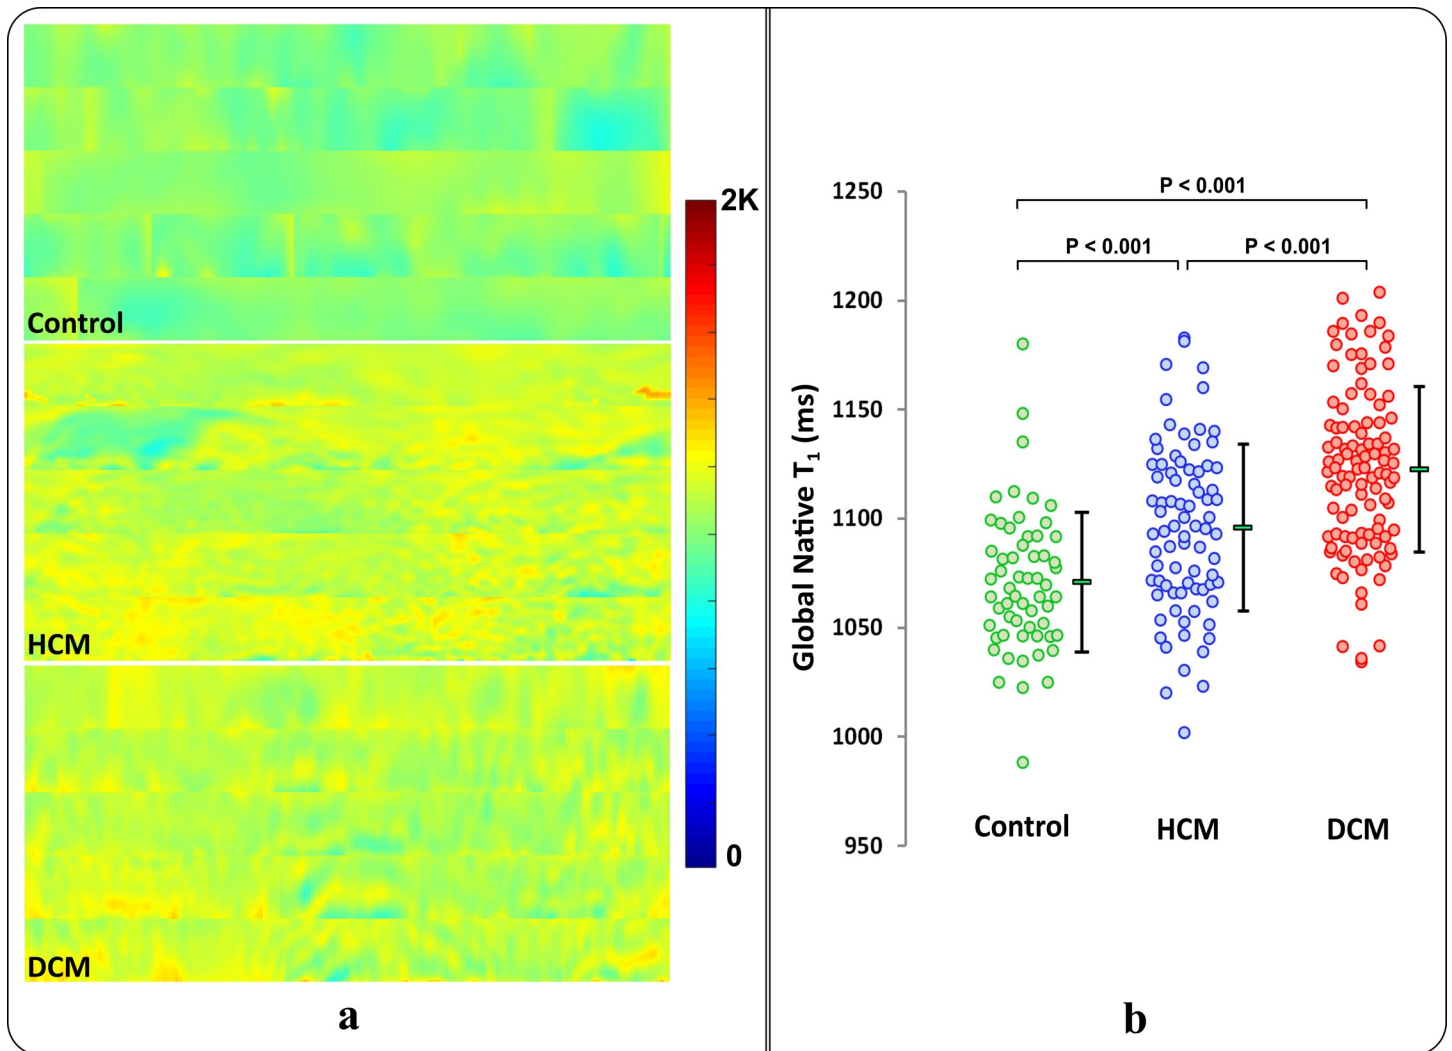 Control
HCM
DCM
2K
0
a
P < 0.001
P < 0.001
P < 0.001
Global Native T1 (ms)
1250
1200
1150
1100
1050
1000
950
Control
HCM
DCM
b